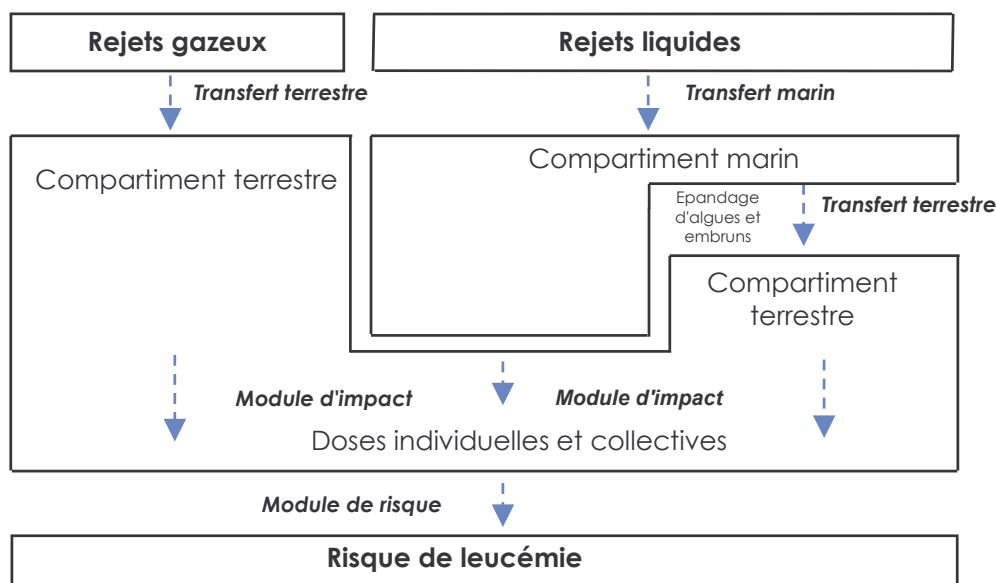 Rejets gazeux
Rejets liquides
Transfert terrestre
Transfert marin
Compartiment terrestre
Compartiment marin
Epandage
d'algues et
embruns
Transfert terrestre
Compartiment
terrestre
Module d'impact
Module d'impact
Doses individuelles et collectives
Module de risque
Risque de leucémie